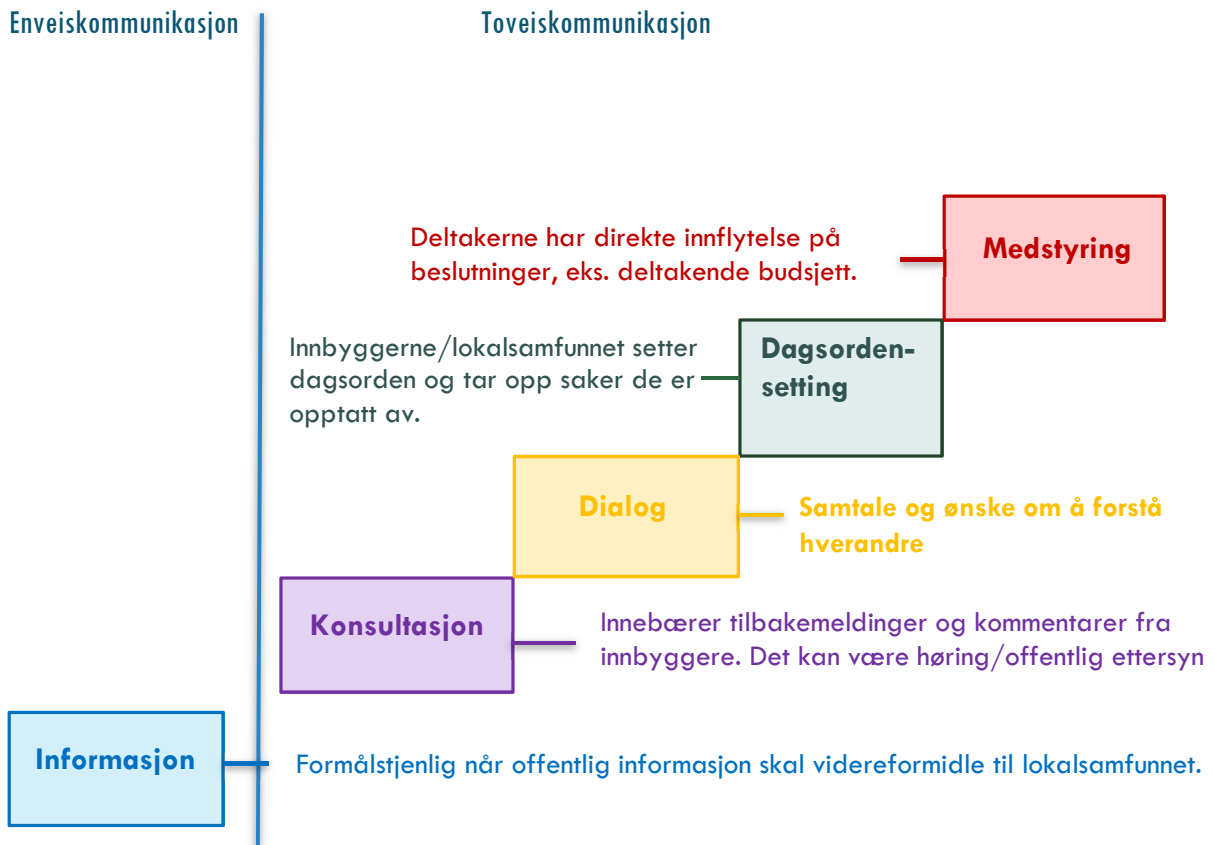 Enveiskommunikasjon
Toveiskommunikasjon
Deltakerne har direkte innflytelse på
beslutninger, eks. deltakende budsjett.
Medstyring
Innbyggerne/lokalsamfunnet setter
dagsorden og tar opp saker de er
opptatt av.
Dagsorden-
setting
Dialog
Samtale og ønske om å forstå
hverandre
Konsultasjon
Innebærer tilbakemeldinger og kommentarer fra
innbyggere. Det kan være høring/offentlig ettersyn
Informasjon
Formålstjenlig når offentlig informasjon skal videreformidle til lokalsamfunnet.